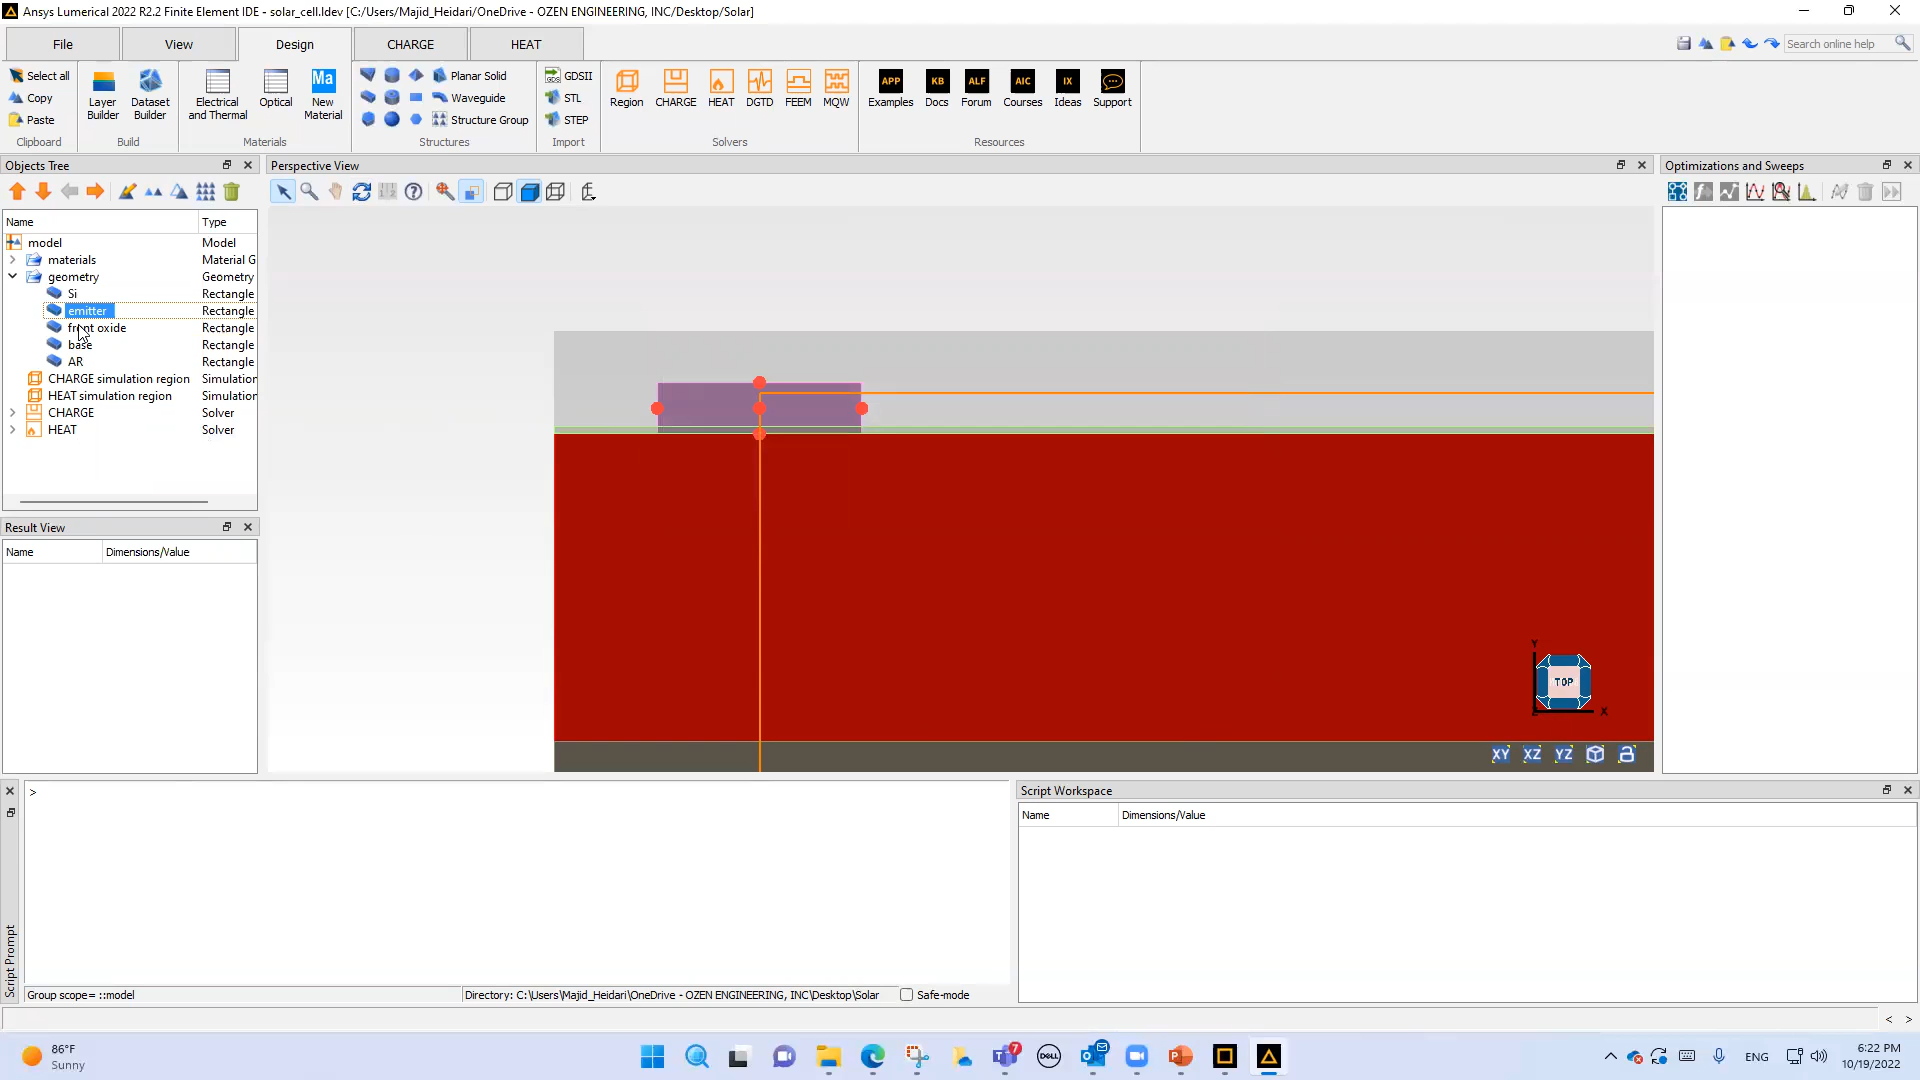 Ansys Lumerical 2022 R2.2 Finite Element IDE - solar_cell.ldev [C:/Users/Majid_Heidari/OneDrive - OZEN ENGINEERING, INC/Desktop/Solar]
File View Design CHARGE HEAT Search online help
Select all
Copy
Paste
Clipboard
Layer Builder
Dataset Builder
Build
Electrical and Thermal
Optical
Ma
New Material
Materials
Planar Solid
Waveguide
Structure Group
Structures
GDSII
STL
STEP
Import
Region CHARGE HEAT DGTD FEEM MQW
Solvers
APP KB ALF AIC IX
Examples Docs Forum Courses Ideas Support
Resources
Objects Tree
Name Type
model Model
materials Material G
geometry Geometry
Si Rectangle
emitter Rectangle
front oxide Rectangle
base Rectangle
AR Rectangle
CHARGE simulation region Simulation
HEAT simulation region Simulation
CHARGE Solver
HEAT Solver
Result View
Name Dimensions/Value
Perspective View
Y
TOP
X
XY XZ YZ
Optimizations and Sweeps
Script Prompt
>
Group scope= ::model
Directory: C:\Users\Majid_Heidari\OneDrive - OZEN ENGINEERING, INC\Desktop\Solar
Safe-mode
Script Workspace
Name Dimensions/Value
< >
86°F
Sunny
7
DELL
ENG
6:22 PM
10/19/2022